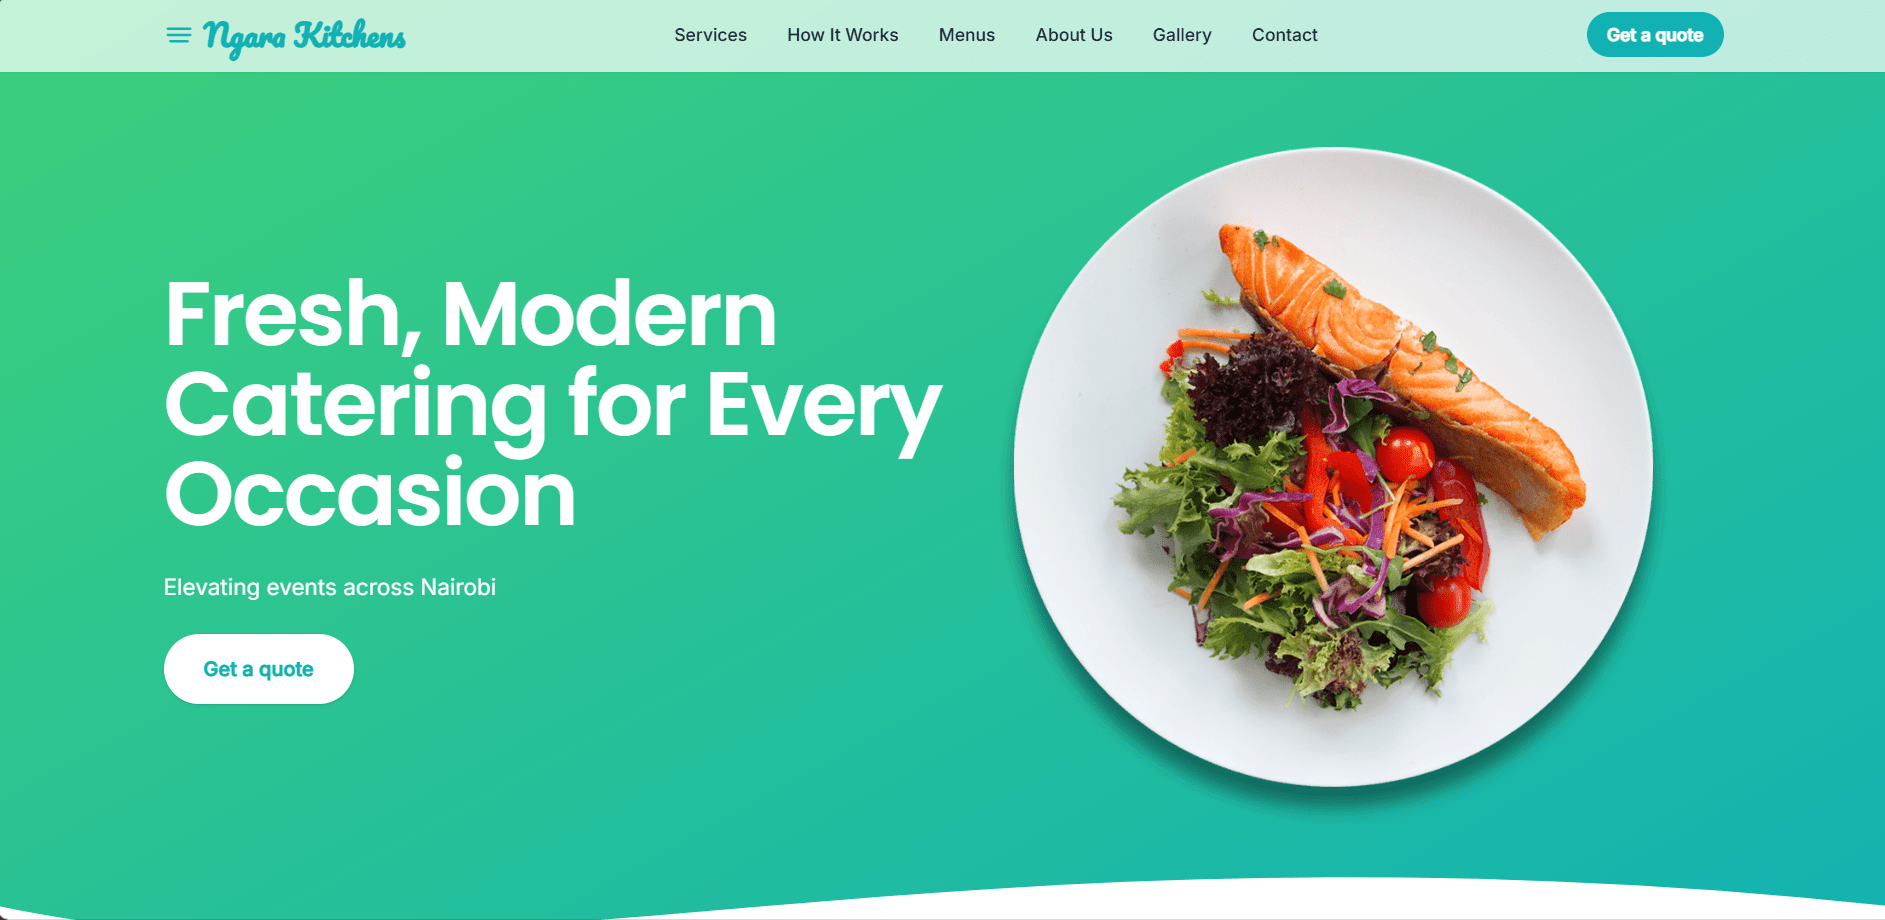 Ngara Kitchens
Services
How It Works
Menus
About Us
Gallery
Contact
Get a quote
Fresh, Modern
Catering for Every
Occasion
Elevating events across Nairobi
Get a quote